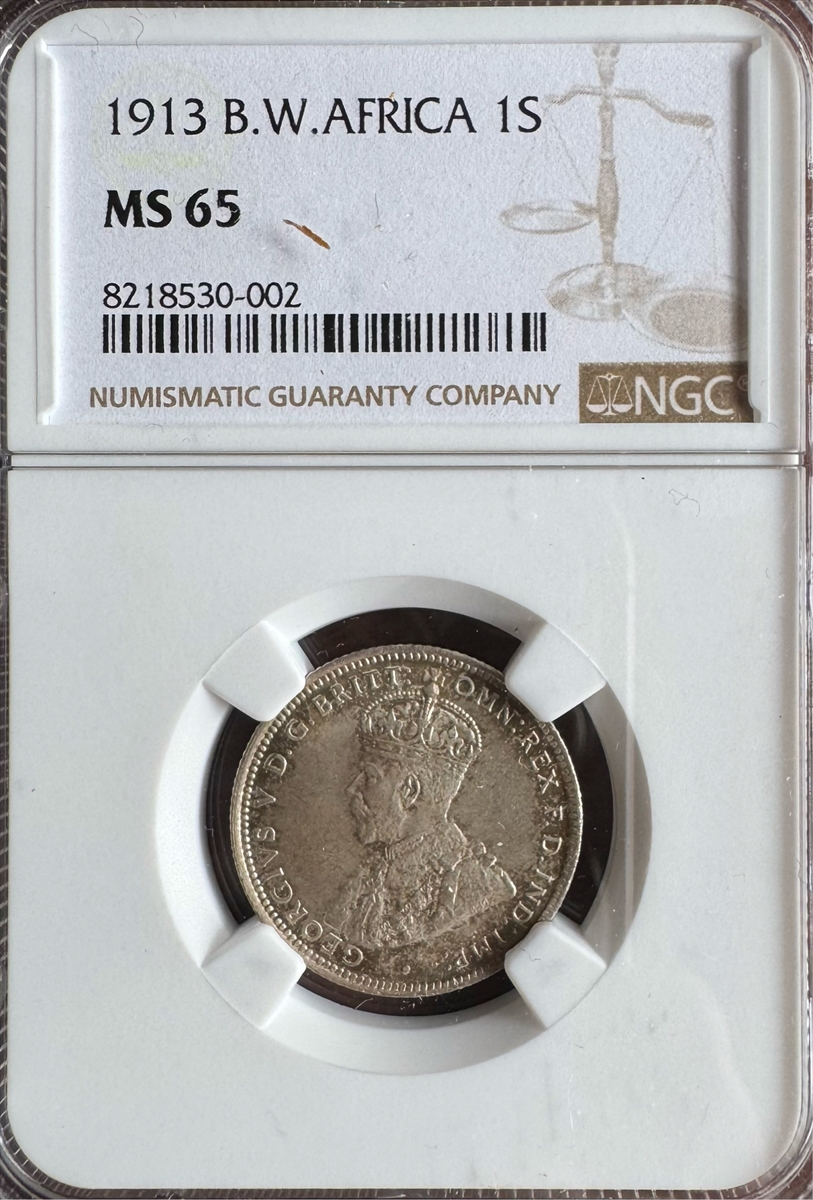 1913 B.W.AFRICA 1S
MS 65
8218530-002
NUMISMATIC GUARANTY COMPANY
NGC®
GEORGIVS V D.G.BRITT: OMN:REX F.D.IND:IMP: